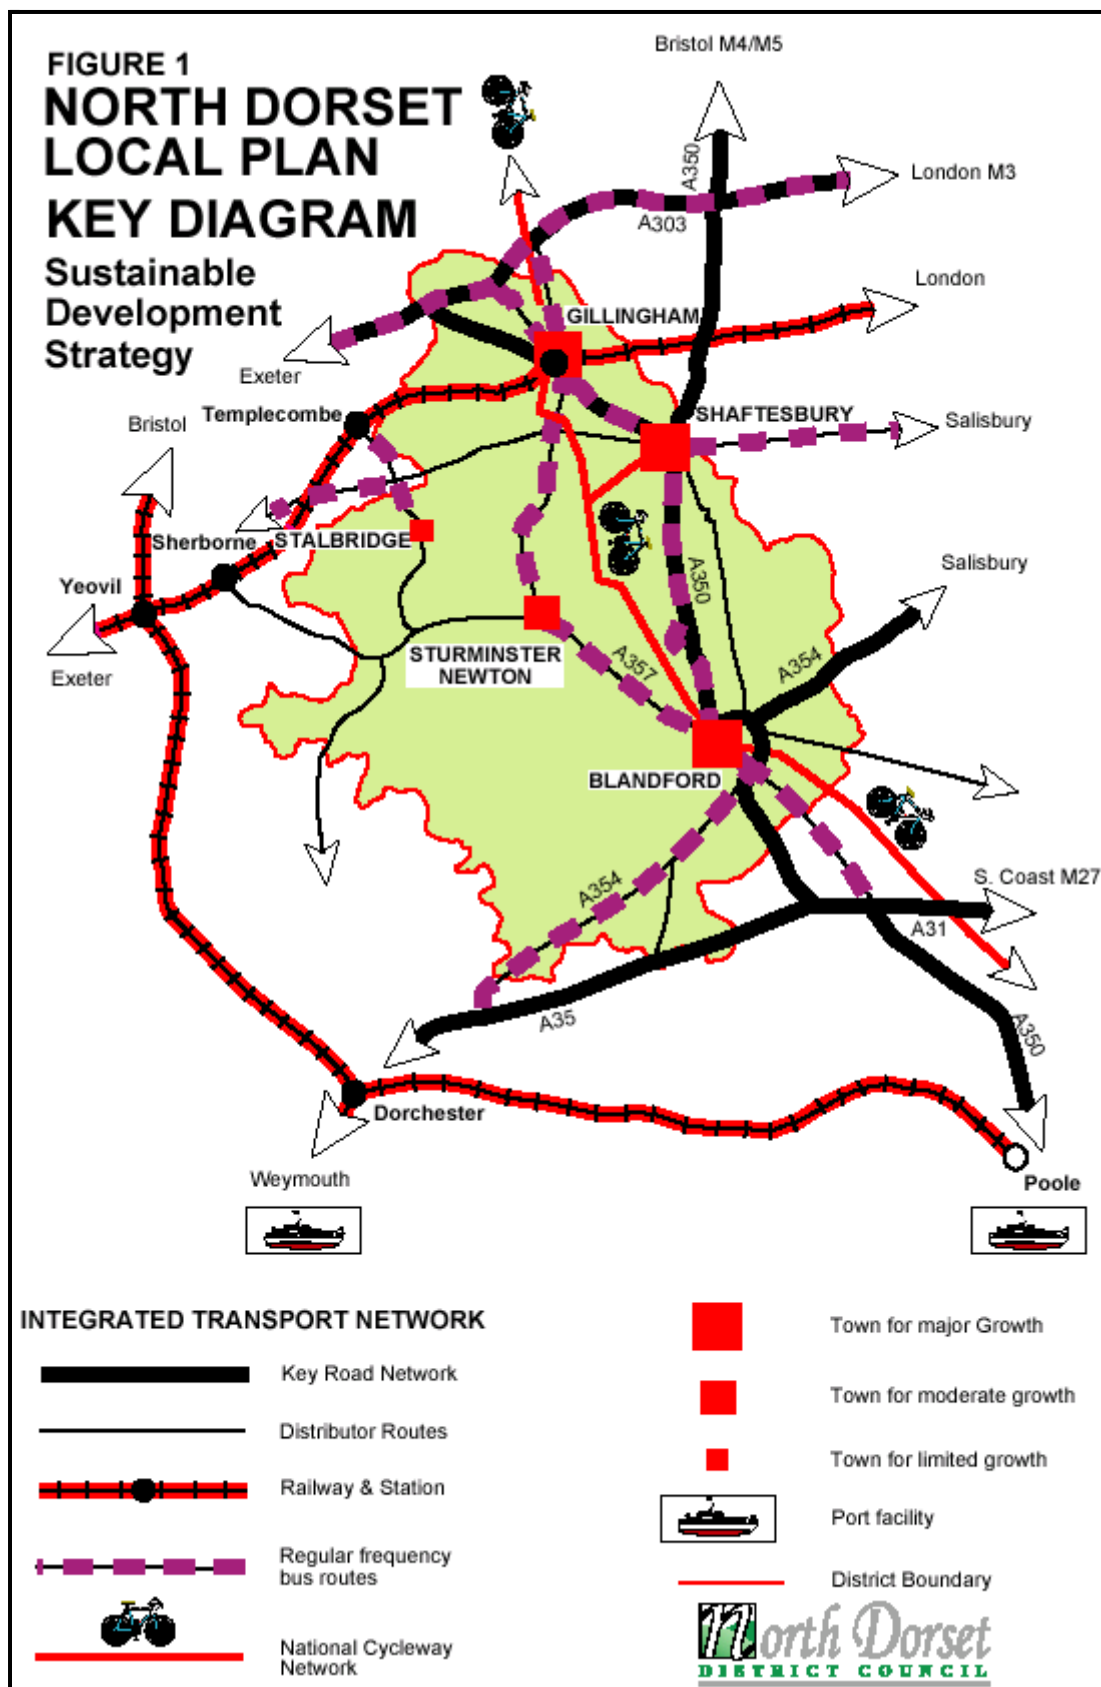 FIGURE 1
NORTH DORSET
LOCAL PLAN
KEY DIAGRAM
Sustainable
Development
Strategy
Bristol M4/M5
A350
London M3
A303
London
GILLINGHAM
Exeter
Templecombe
Bristol
SHAFTESBURY
Salisbury
Sherborne
STALBRIDGE
Yeovil
A350
Salisbury
Exeter
STURMINSTER
NEWTON
A357
A354
BLANDFORD
A354
S. Coast M27
A31
A35
A350
Dorchester
Weymouth
Poole
INTEGRATED TRANSPORT NETWORK
Key Road Network
Distributor Routes
Railway & Station
Regular frequency
bus routes
National Cycleway
Network
Town for major Growth
Town for moderate growth
Town for limited growth
Port facility
District Boundary
North Dorset
DISTRICT COUNCIL